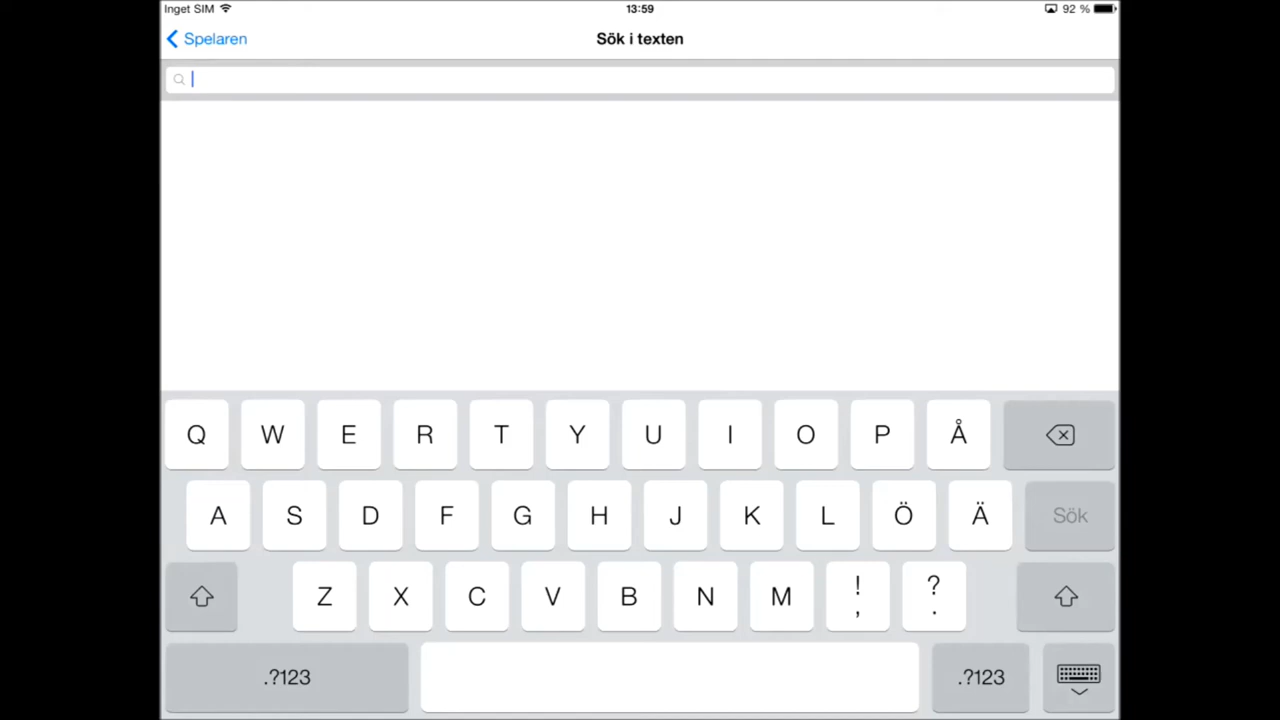 Inget SIM 13:59 92 %
Spelaren Sök i texten
Q W E R T Y U I O P Å
A S D F G H J K L Ö Ä Sök
Z X C V B N M ! , ? .
.?123 .?123